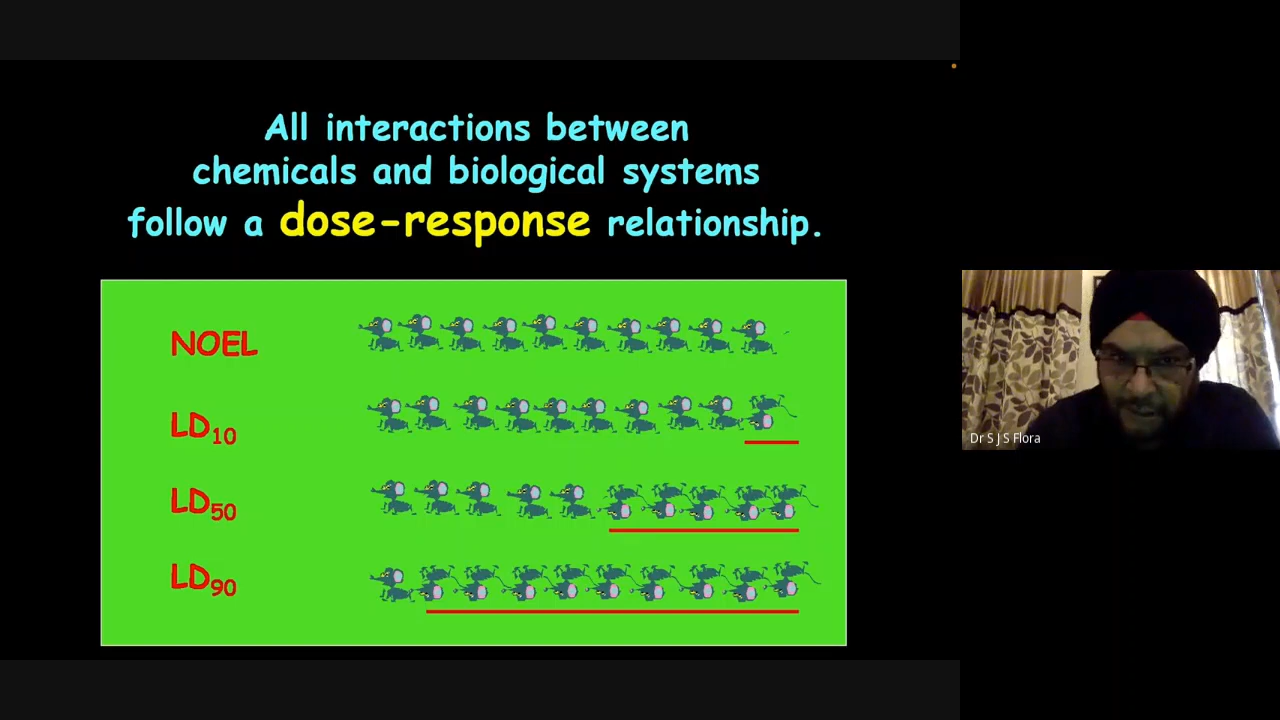 All interactions between
chemicals and biological systems
follow a dose-response relationship.
NOEL
LD10
LD50
LD90
Dr S J S Flora